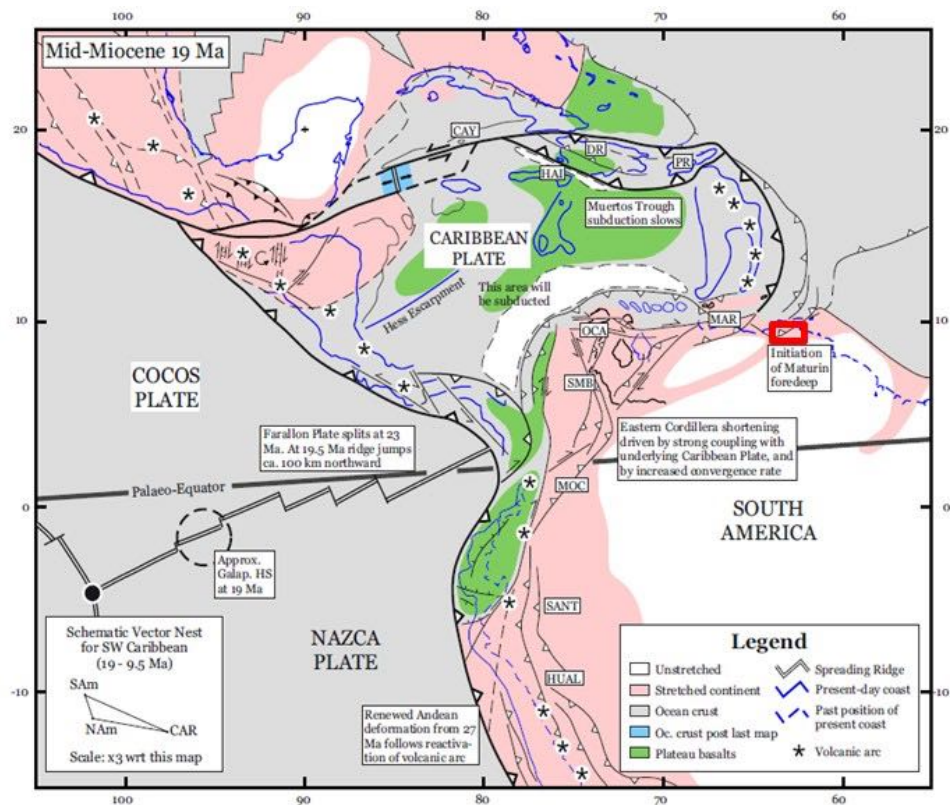 100
90
80
70
60
Mid-Miocene 19 Ma
20
20
CAY
DR
PR
HAI
Muertos Trough
subduction slows
CARIBBEAN
PLATE
This area will
be subducted
Hess Escarpment
10
10
MAR
OCA
Initiation
of Maturin
foredeep
SMB
COCOS
PLATE
Farallon Plate splits at 23
Ma. At 19.5 Ma ridge jumps
ca. 100 km northward
Eastern Cordillera shortening
driven by strong coupling with
underlying Caribbean Plate, and
by increased convergence rate
Palaeo-Equator
MOC
0
0
SOUTH
AMERICA
Approx.
Galap. HS
at 19 Ma
SANT
NAZCA
PLATE
HUAL
Schematic Vector Nest
for SW Caribbean
(19 - 9.5 Ma)
SAm
NAm
CAR
Scale: x3 wrt this map
Renewed Andean
deformation from 27
Ma follows reactiva-
tion of volcanic arc
Legend
Unstretched
Stretched continent
Ocean crust
Oc. crust post last map
Plateau basalts
Spreading Ridge
Present-day coast
Past position of
present coast
Volcanic arc
-10
-10
100
90
80
70
60